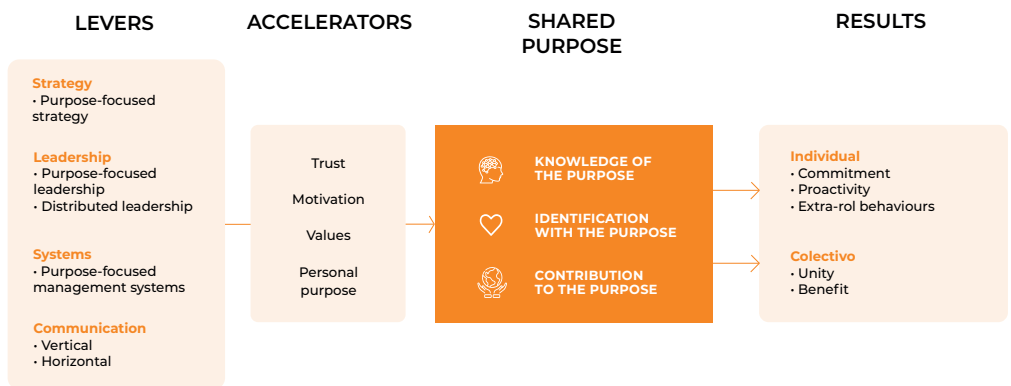 LEVERS
Strategy
• Purpose-focused
strategy
Leadership
• Purpose-focused
leadership
• Distributed leadership
Systems
• Purpose-focused
management systems
Communication
• Vertical
• Horizontal
ACCELERATORS
Trust
Motivation
Values
Personal
purpose
SHARED
PURPOSE
KNOWLEDGE OF
THE PURPOSE
IDENTIFICATION
WITH THE PURPOSE
CONTRIBUTION
TO THE PURPOSE
RESULTS
Individual
• Commitment
• Proactivity
• Extra-rol behaviours
Colectivo
• Unity
• Benefit